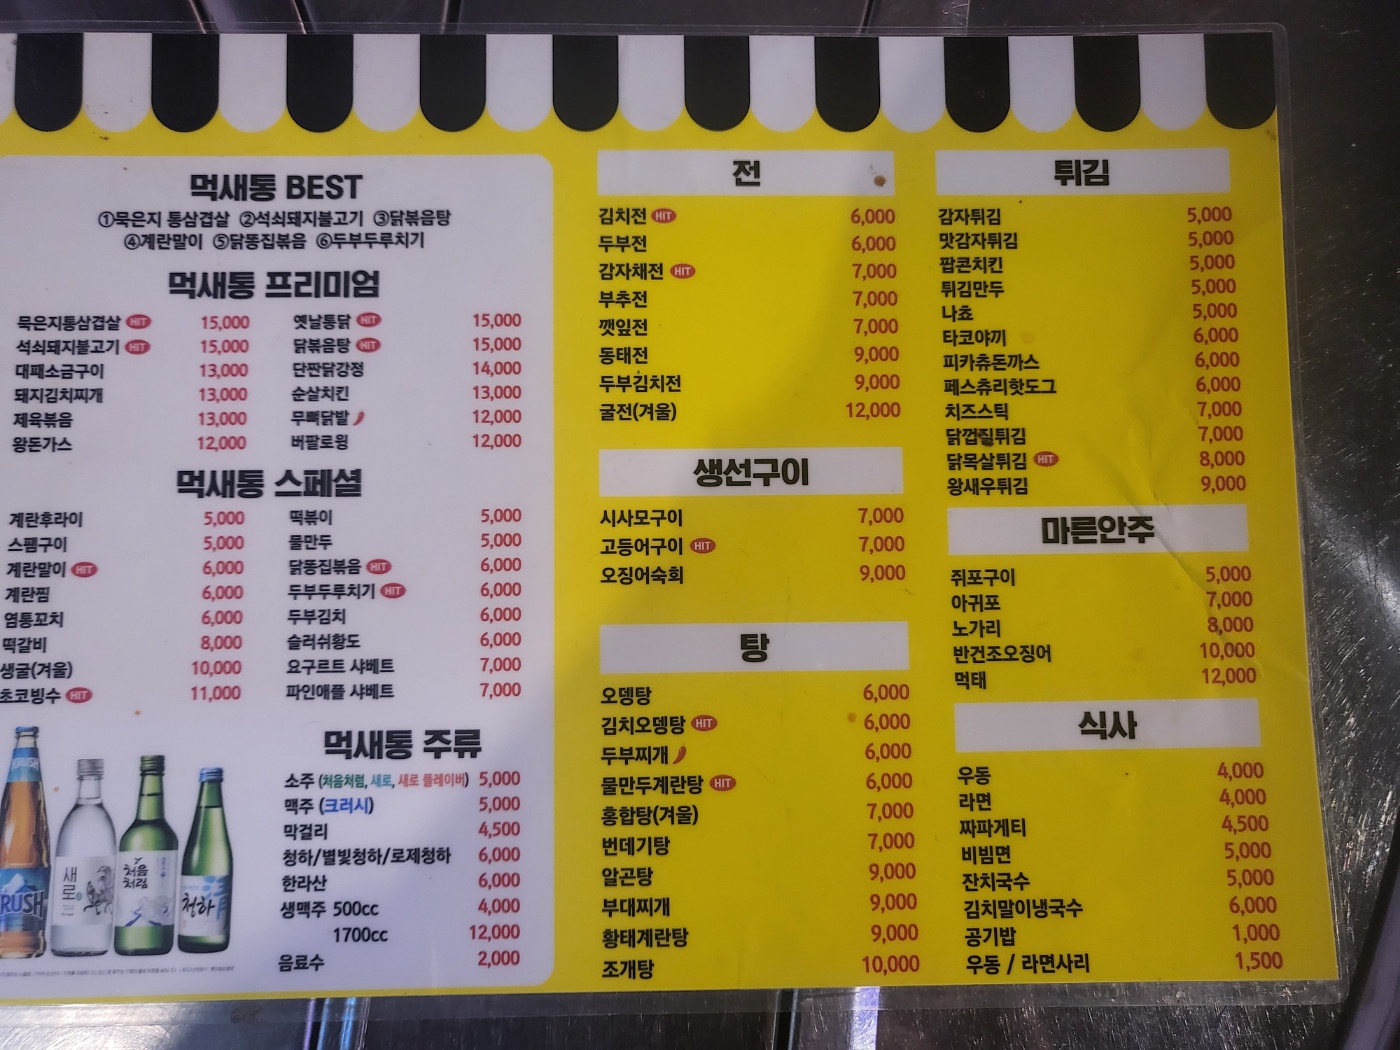 먹새통 BEST
①묵은지 통삼겹살 ②석쇠돼지불고기 ③닭볶음탕
④계란말이 ⑤닭똥집볶음 ⑥두부두루치기
먹새통 프리미엄
묵은지통삼겹살 HIT 15,000
석쇠돼지불고기 HIT 15,000
대패소금구이 13,000
돼지김치찌개 13,000
제육볶음 13,000
왕돈가스 12,000
옛날통닭 HIT 15,000
닭볶음탕 HIT 15,000
단짠닭강정 14,000
순살치킨 13,000
무뼈닭발 12,000
버팔로윙 12,000
먹새통 스페셜
계란후라이 5,000
스팸구이 5,000
계란말이 HIT 6,000
계란찜 6,000
염통꼬치 6,000
떡갈비 8,000
생굴(겨울) 10,000
초코빙수 HIT 11,000
떡볶이 5,000
물만두 5,000
닭똥집볶음 HIT 6,000
두부두루치기 HIT 6,000
두부김치 6,000
슬러쉬황도 6,000
요구르트 샤베트 7,000
파인애플 샤베트 7,000
먹새통 주류
소주 (처음처럼, 새로, 새로 플레이버) 5,000
맥주 (크러시) 5,000
막걸리 4,500
청하/별빛청하/로제청하 6,000
한라산 6,000
생맥주 500cc 4,000
1700cc 12,000
음료수 2,000
KRUSH
새로
처음처럼
청하
전
김치전 HIT 6,000
두부전 6,000
감자채전 HIT 7,000
부추전 7,000
깻잎전 7,000
동태전 9,000
두부김치전 9,000
굴전(겨울) 12,000
생선구이
시사모구이 7,000
고등어구이 HIT 7,000
오징어숙회 9,000
탕
오뎅탕 6,000
김치오뎅탕 HIT 6,000
두부찌개 6,000
물만두계란탕 HIT 6,000
홍합탕(겨울) 7,000
번데기탕 7,000
알곤탕 9,000
부대찌개 9,000
황태계란탕 9,000
조개탕 10,000
튀김
감자튀김 5,000
맛감자튀김 5,000
팝콘치킨 5,000
튀김만두 5,000
나쵸 5,000
타코야끼 6,000
피카츄돈까스 6,000
페스츄리핫도그 6,000
치즈스틱 7,000
닭껍질튀김 7,000
닭목살튀김 HIT 8,000
왕새우튀김 9,000
마른안주
쥐포구이 5,000
아귀포 7,000
노가리 8,000
반건조오징어 10,000
먹태 12,000
식사
우동 4,000
라면 4,000
짜파게티 4,500
비빔면 5,000
잔치국수 5,000
김치말이냉국수 6,000
공기밥 1,000
우동 / 라면사리 1,500